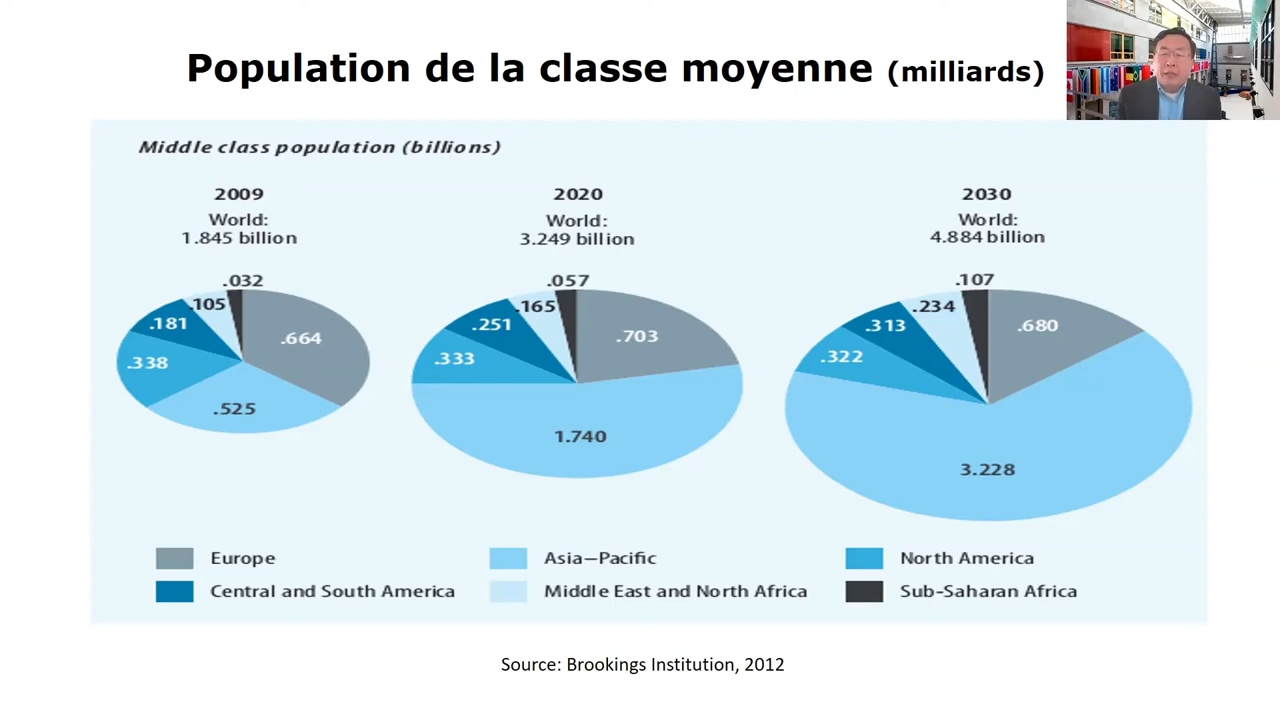 Population de la classe moyenne (milliards)
Middle class population (billions)
2009
World:
1.845 billion
.032
.105
.181
.664
.338
.525
2020
World:
3.249 billion
.057
.165
.251
.703
.333
1.740
2030
World:
4.884 billion
.107
.234
.313
.680
.322
3.228
Europe
Asia–Pacific
North America
Central and South America
Middle East and North Africa
Sub-Saharan Africa
Source: Brookings Institution, 2012